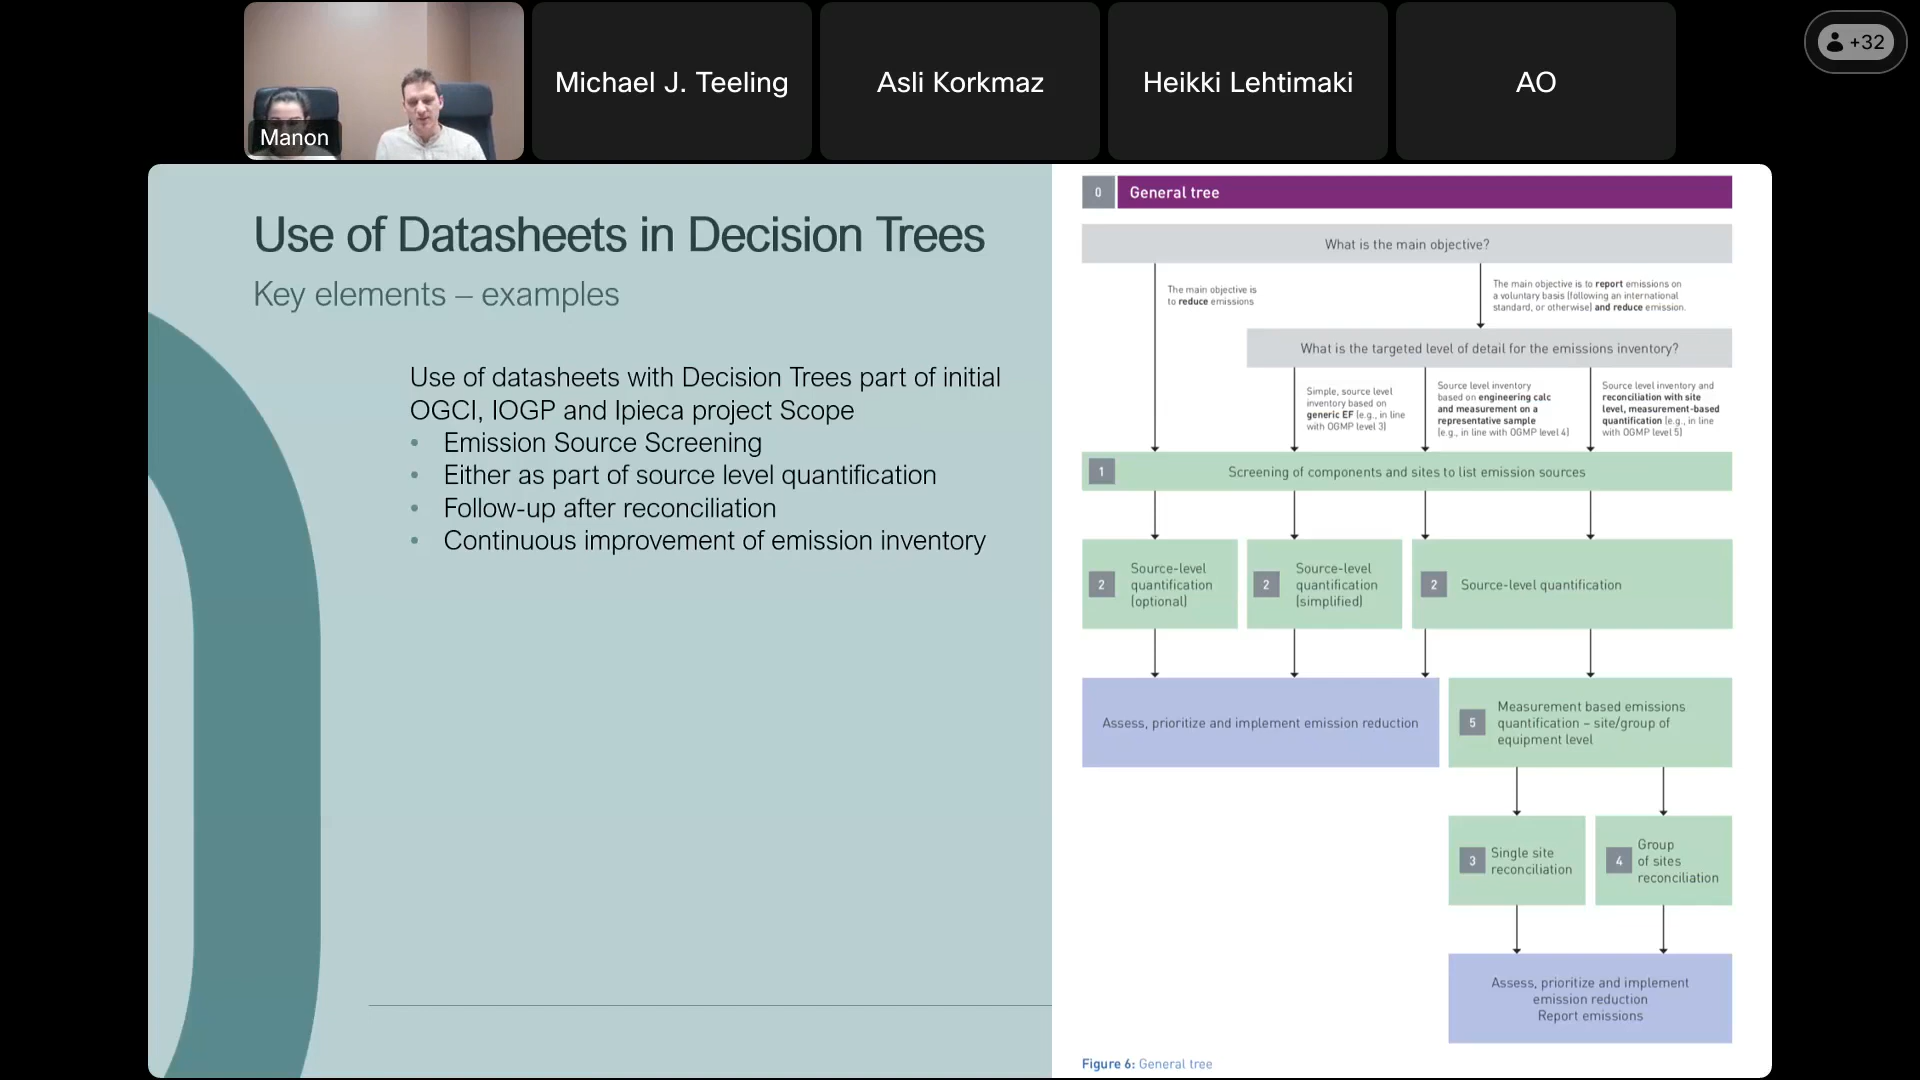 Manon
Michael J. Teeling
Asli Korkmaz
Heikki Lehtimaki
AO
+32
Use of Datasheets in Decision Trees
Key elements – examples
Use of datasheets with Decision Trees part of initial
OGCI, IOGP and Ipieca project Scope
• Emission Source Screening
• Either as part of source level quantification
• Follow-up after reconciliation
• Continuous improvement of emission inventory
0 General tree
What is the main objective?
The main objective is
to reduce emissions
The main objective is to report emissions on
a voluntary basis (following an international
standard, or otherwise) and reduce emission.
What is the targeted level of detail for the emissions inventory?
Simple, source level
inventory based on
generic EF (e.g., in line
with OGMP level 3)
Source level inventory
based on engineering calc
and measurement on a
representative sample
(e.g., in line with OGMP level 4)
Source level inventory and
reconciliation with site
level, measurement-based
quantification (e.g., in line
with OGMP level 5)
1 Screening of components and sites to list emission sources
2 Source-level
quantification
(optional)
2 Source-level
quantification
(simplified)
2 Source-level quantification
Assess, prioritize and implement emission reduction
5 Measurement based emissions
quantification – site/group of
equipment level
3 Single site
reconciliation
4 Group
of sites
reconciliation
Assess, prioritize and implement
emission reduction
Report emissions
Figure 6: General tree